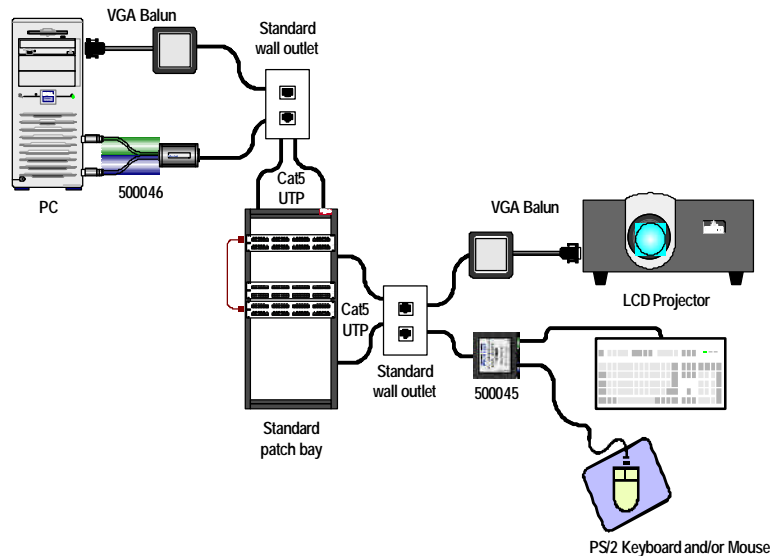 VGA Balun
Standard
wall outlet
PC
500046
Cat5
UTP
VGA Balun
LCD Projector
Cat5
UTP
Standard
wall outlet
500045
Standard
patch bay
PS/2 Keyboard and/or Mouse